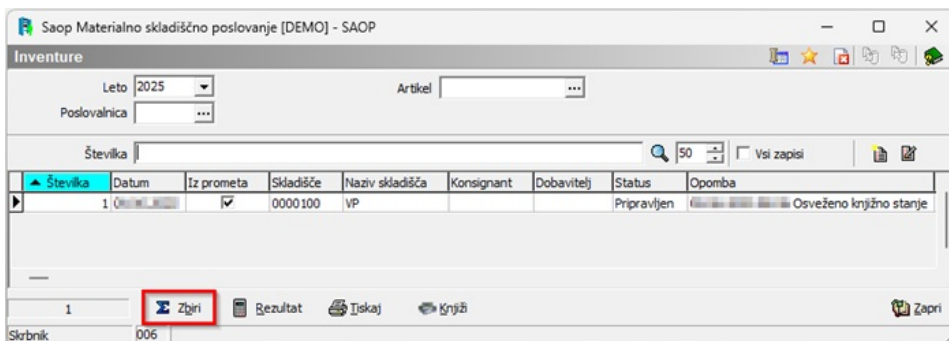 Saop Materialno skladiščno poslovanje [DEMO] - SAOP
Inventure
Leto 2025 Artikel
Poslovalnica
Številka 50 Vsi zapisi
Številka Datum Iz prometa Skladišče Naziv skladišča Konsignant Dobavitelj Status Opomba
1 0000100 VP Pripravljen Osveženo knjižno stanje
1 Zbiri Rezultat Tiskaj Knjiži Zapri
Skrbnik 006